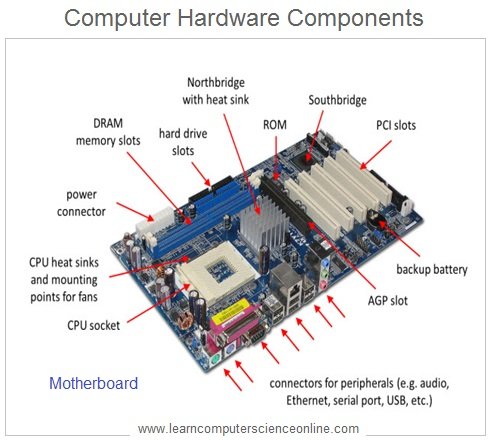 Computer Hardware Components
Northbridge
with heat sink
Southbridge
DRAM
memory slots
hard drive
slots
ROM
PCI slots
power
connector
CPU heat sinks
and mounting
points for fans
backup battery
AGP slot
CPU socket
Motherboard
connectors for peripherals (e.g. audio,
Ethernet, serial port, USB, etc.)
www.learncomputerscienceonline.com